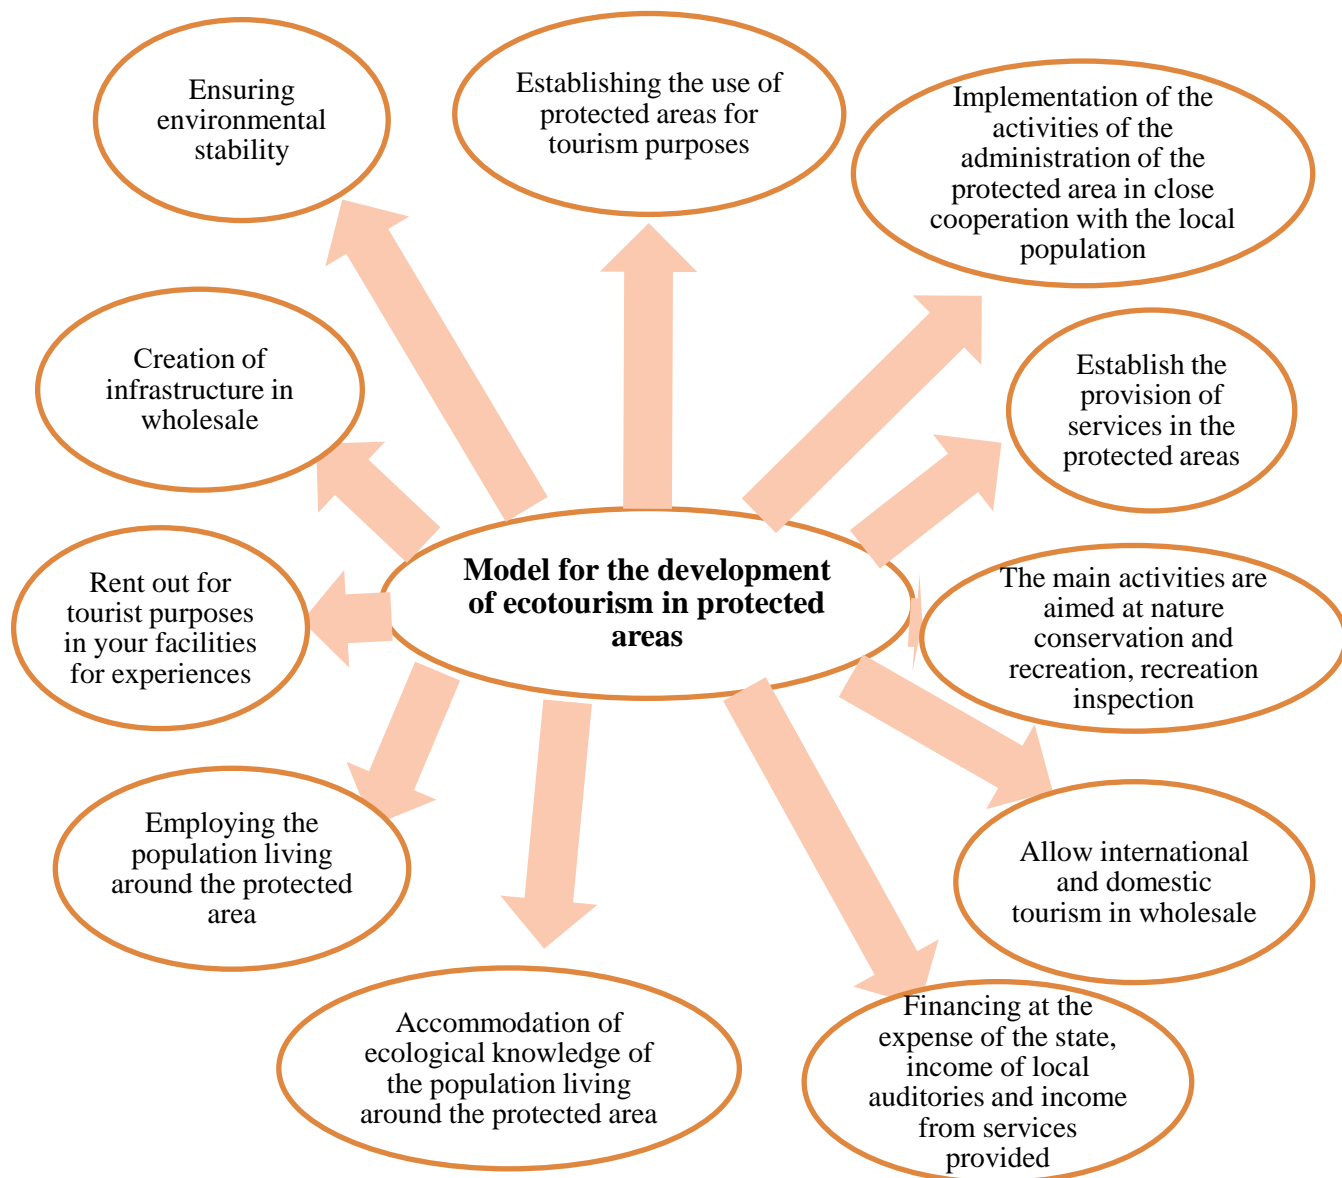 Ensuring
environmental
stability
Establishing the use of
protected areas for
tourism purposes
Implementation of the
activities of the
administration of the
protected area in close
cooperation with the local
population
Creation of
infrastructure in
wholesale
Establish the
provision of
services in the
protected areas
Model for the development
of ecotourism in protected
areas
Rent out for
tourist purposes
in your facilities
for experiences
The main activities are
aimed at nature
conservation and
recreation, recreation
inspection
Employing the
population living
around the protected
area
Allow international
and domestic
tourism in wholesale
Accommodation of
ecological knowledge of
the population living
around the protected area
Financing at the
expense of the state,
income of local
auditories and income
from services
provided